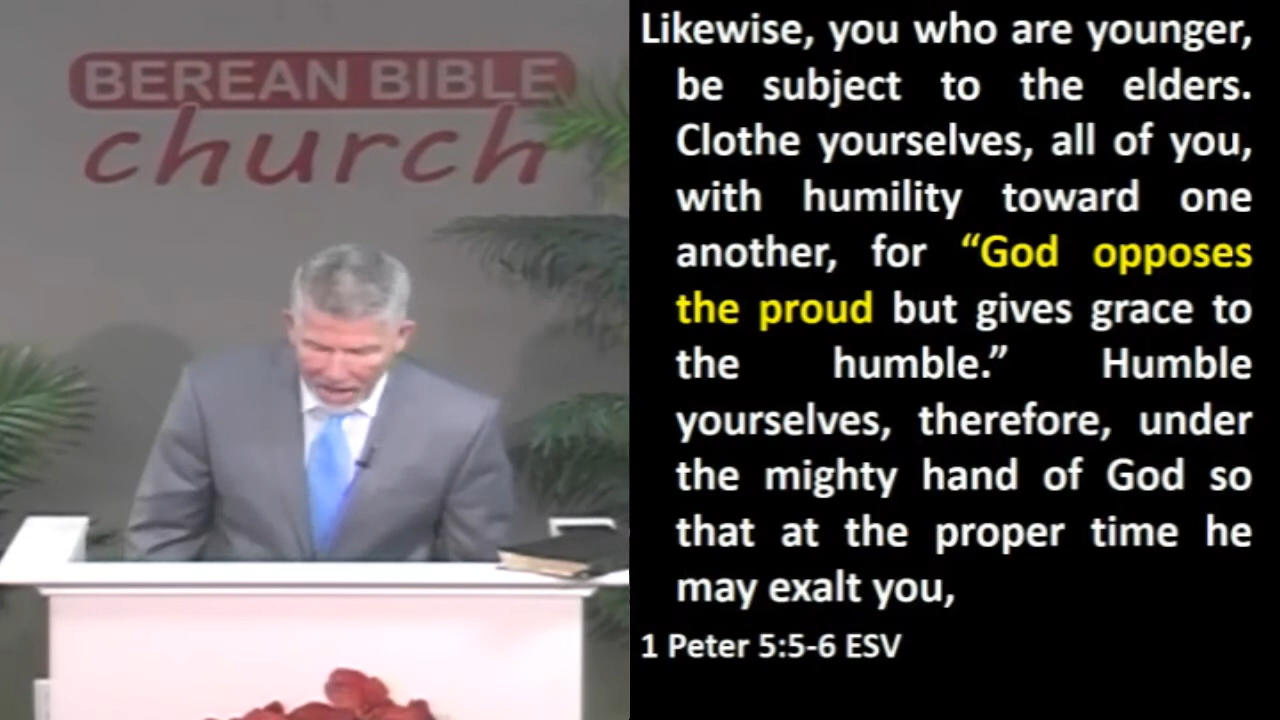 BEREAN BIBLE
church
Likewise, you who are younger,
be subject to the elders.
Clothe yourselves, all of you,
with humility toward one
another, for “God opposes
the proud but gives grace to
the humble.” Humble
yourselves, therefore, under
the mighty hand of God so
that at the proper time he
may exalt you,
1 Peter 5:5-6 ESV